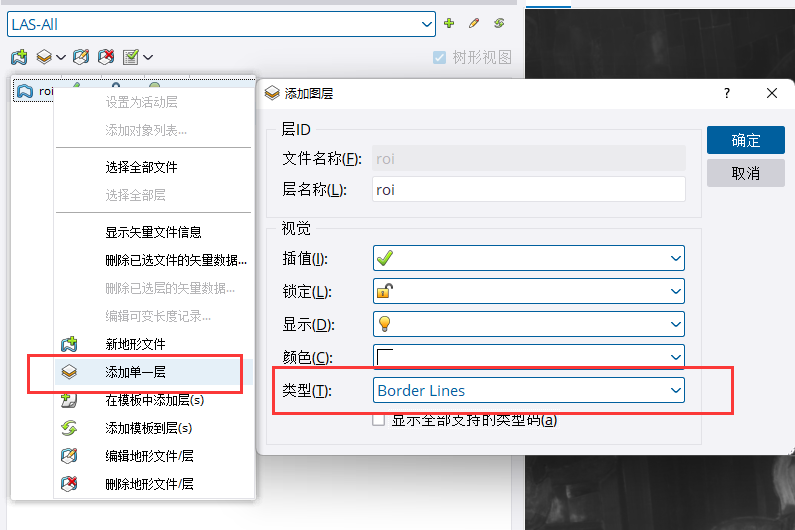 LAS-All
树形视图
roi
设置为活动层
添加对象列表...
选择全部文件
选择全部层
显示矢量文件信息
删除已选文件的矢量数据...
删除已选层的矢量数据...
编辑可变长度记录...
新地形文件
添加单一层
在模板中添加层(s)
添加模板到层(s)
编辑地形文件/层
删除地形文件/层
添加图层
?
层ID
文件名称(F):
roi
层名称(L):
roi
确定
取消
视觉
插值(I):
锁定(L):
显示(D):
颜色(C):
类型(T):
Border Lines
显示全部支持的类型码(a)